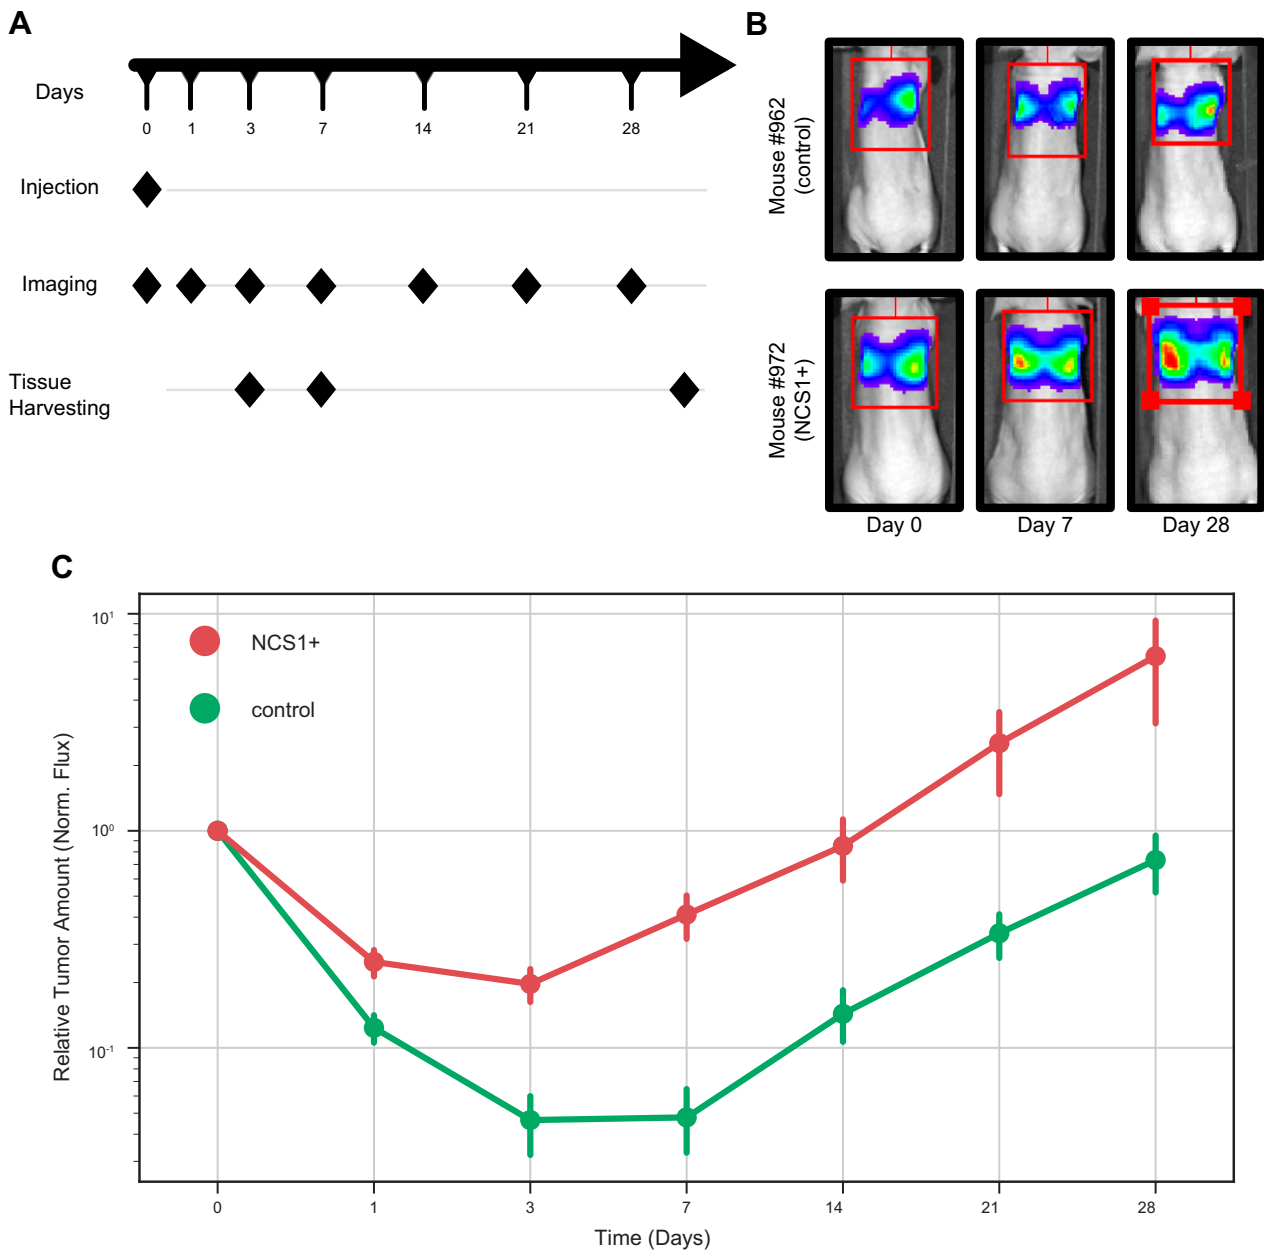 A
Days
0 1 3 7 14 21 28
Injection
Imaging
Tissue
Harvesting
B
Mouse #962
(control)
Mouse #972
(NCS1+)
Day 0 Day 7 Day 28
C
Relative Tumor Amount (Norm. Flux)
10¹
10⁰
10⁻¹
NCS1+
control
0 1 3 7 14 21 28
Time (Days)